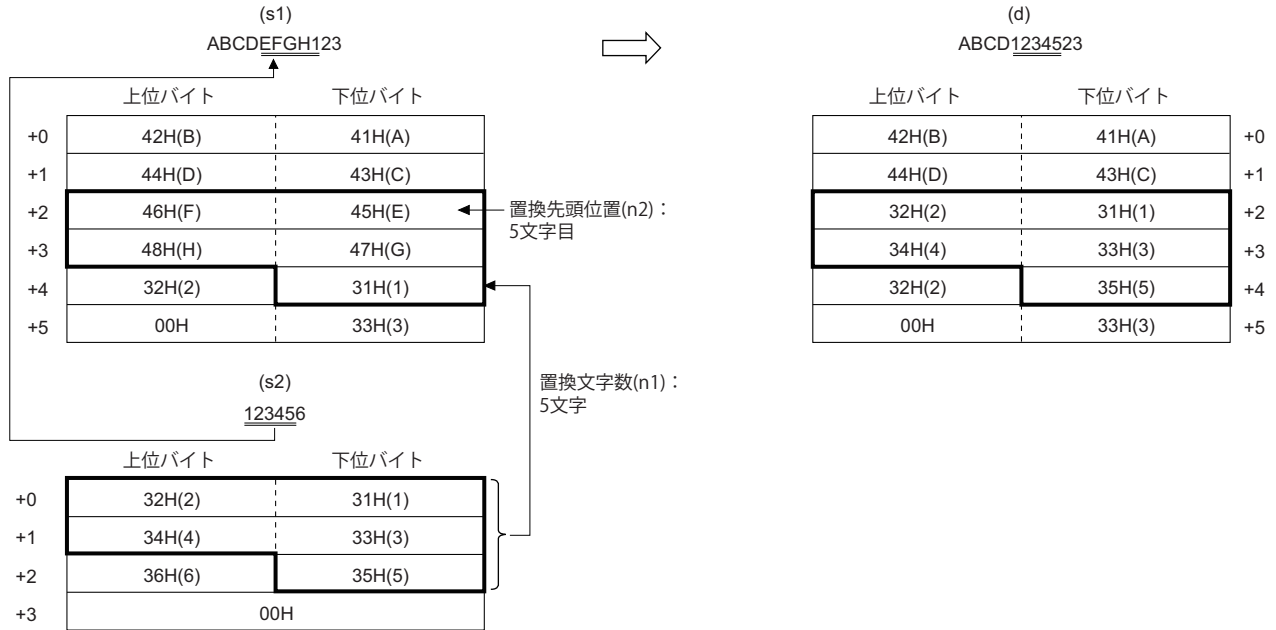 (s1)
ABCDEFGH123
上位バイト 下位バイト
+0 42H(B) 41H(A)
+1 44H(D) 43H(C)
+2 46H(F) 45H(E)
+3 48H(H) 47H(G)
+4 32H(2) 31H(1)
+5 00H 33H(3)
置換先頭位置(n2)：
5文字目
置換文字数(n1)：
5文字
(s2)
123456
上位バイト 下位バイト
+0 32H(2) 31H(1)
+1 34H(4) 33H(3)
+2 36H(6) 35H(5)
+3 00H
(d)
ABCD1234523
上位バイト 下位バイト
42H(B) 41H(A) +0
44H(D) 43H(C) +1
32H(2) 31H(1) +2
34H(4) 33H(3) +3
32H(2) 35H(5) +4
00H 33H(3) +5